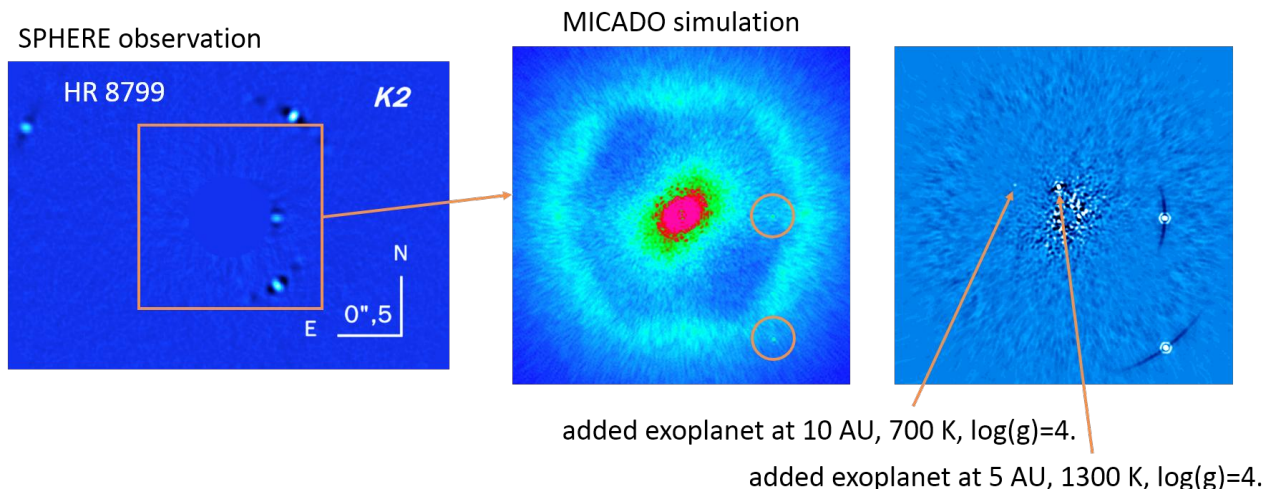 SPHERE observation
MICADO simulation
HR 8799
K2
N
E
0",5
added exoplanet at 10 AU, 700 K, log(g)=4.
added exoplanet at 5 AU, 1300 K, log(g)=4.